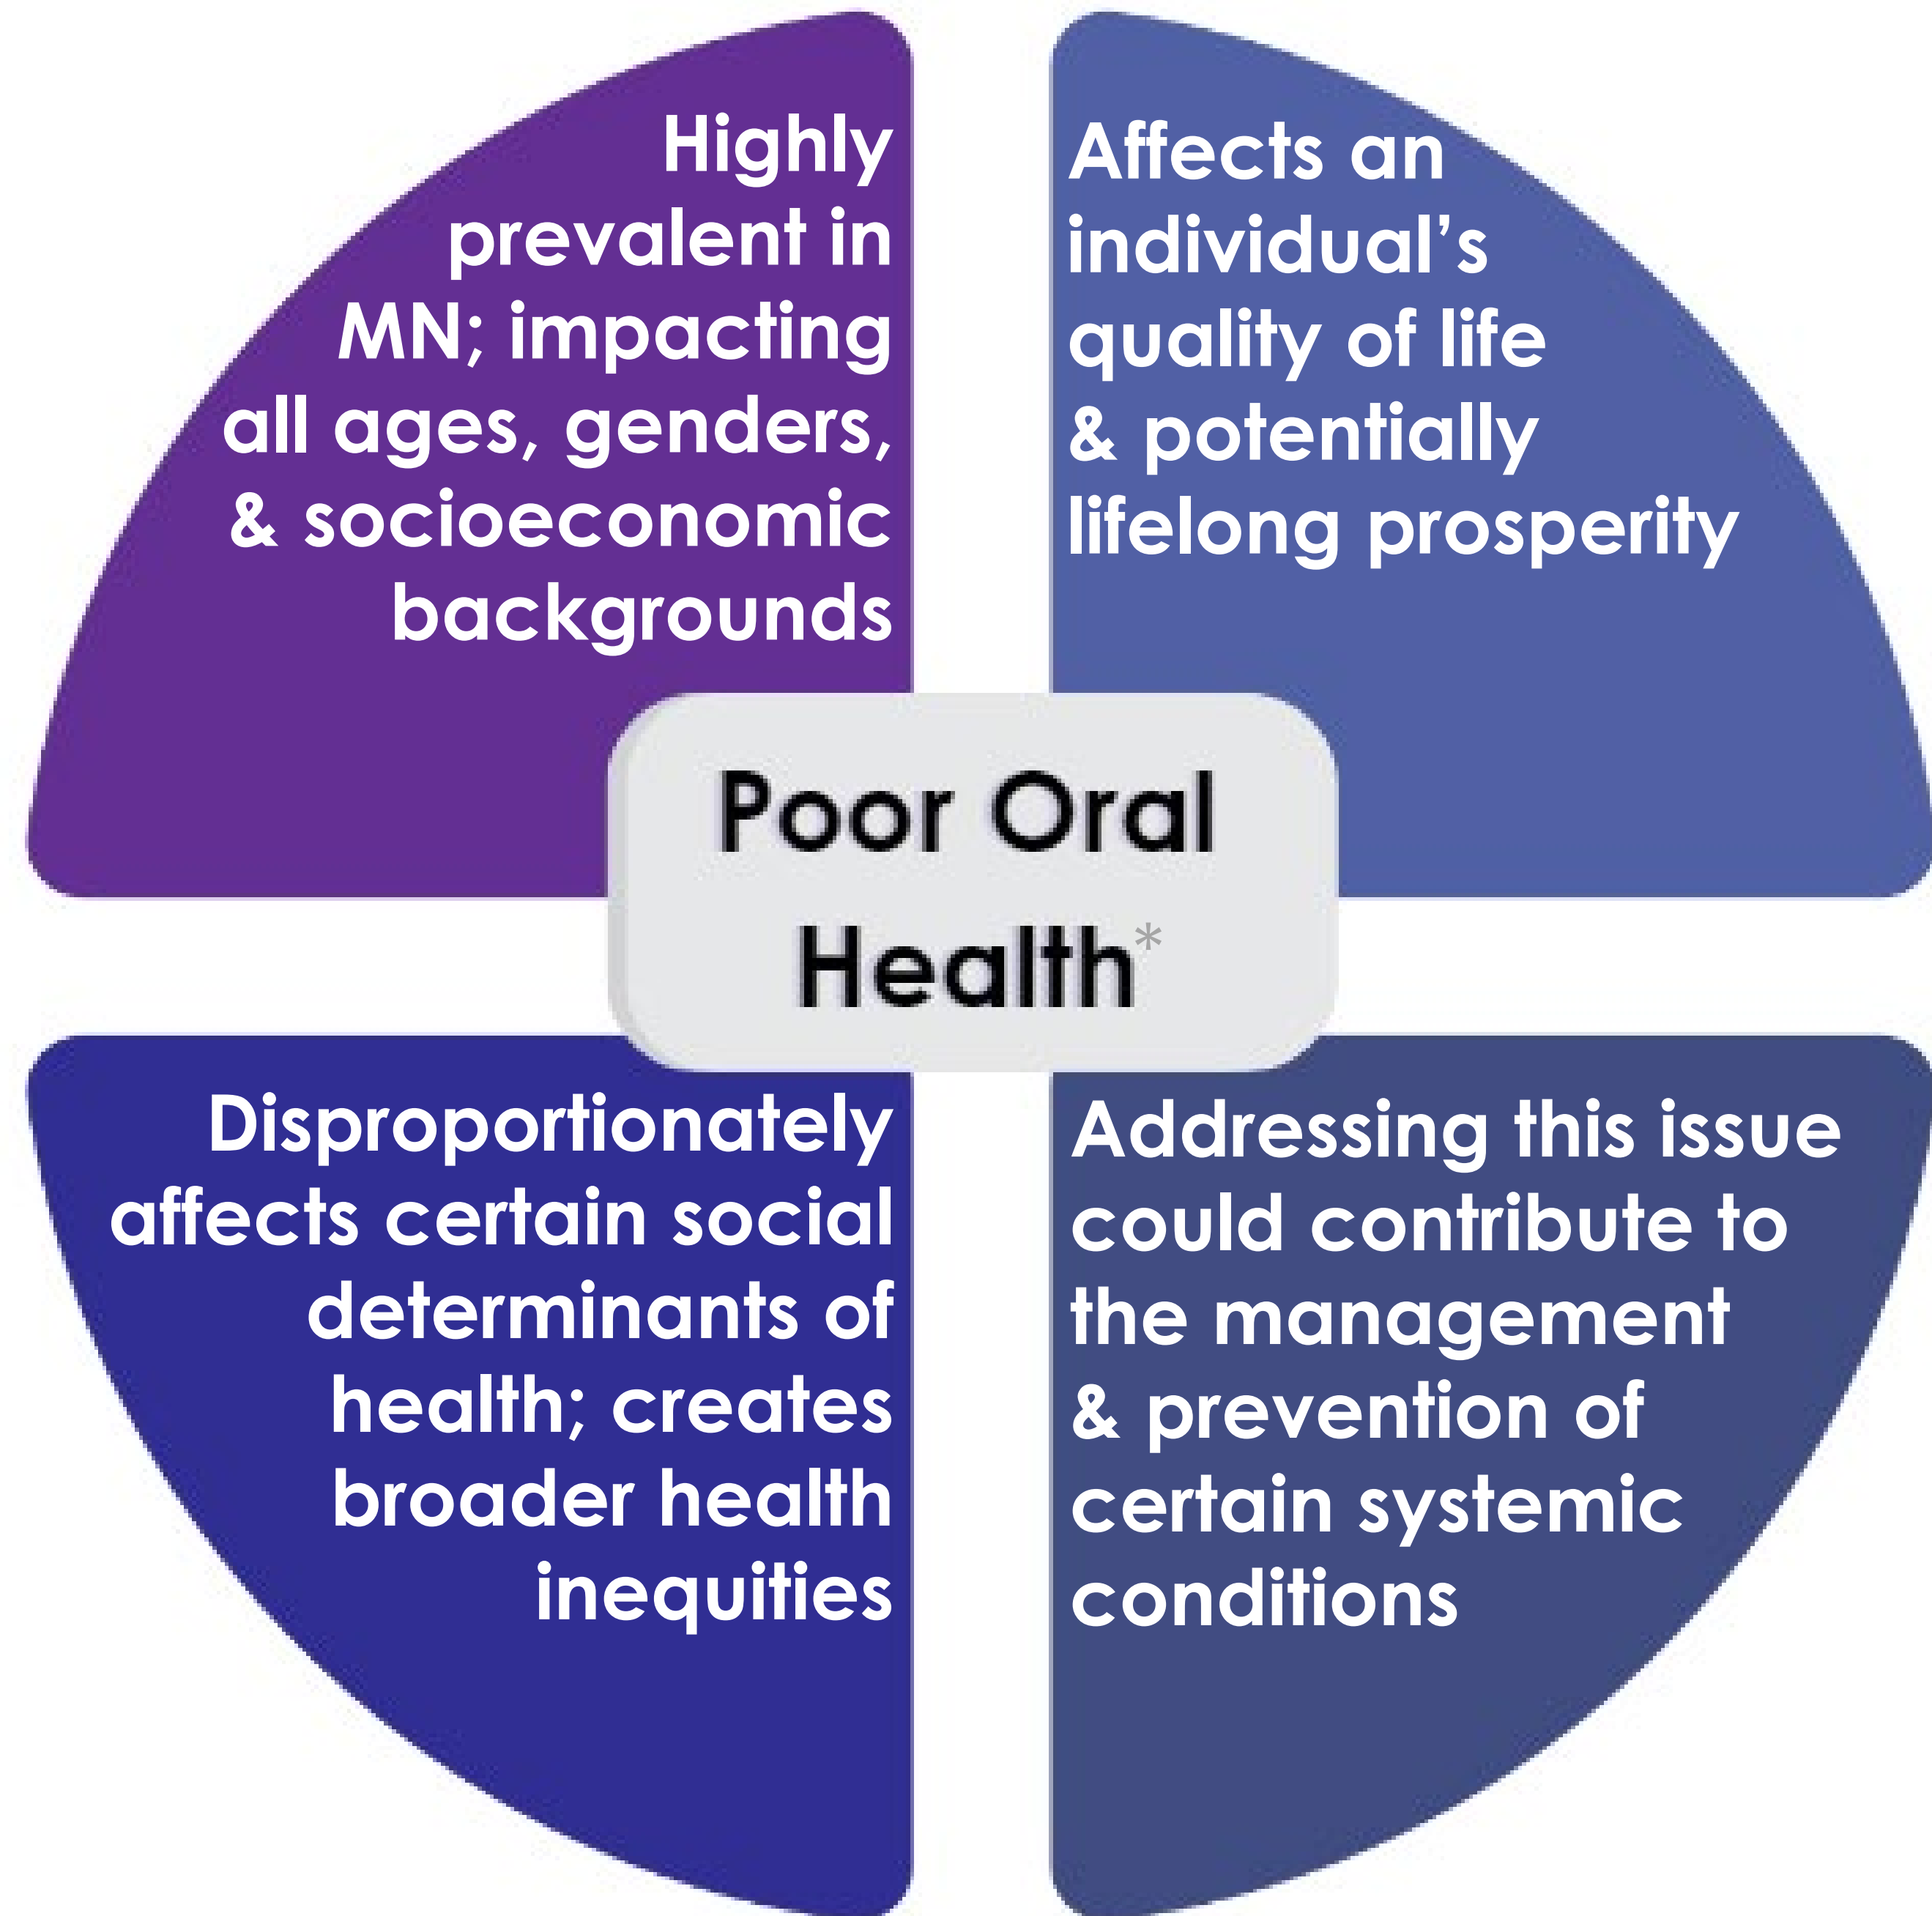 Highly
prevalent in
MN; impacting
all ages, genders,
& socioeconomic
backgrounds
Affects an
individual’s
quality of life
& potentially
lifelong prosperity
Poor Oral
Health*
Disproportionately
affects certain social
determinants of
health; creates
broader health
inequities
Addressing this issue
could contribute to
the management
& prevention of
certain systemic
conditions